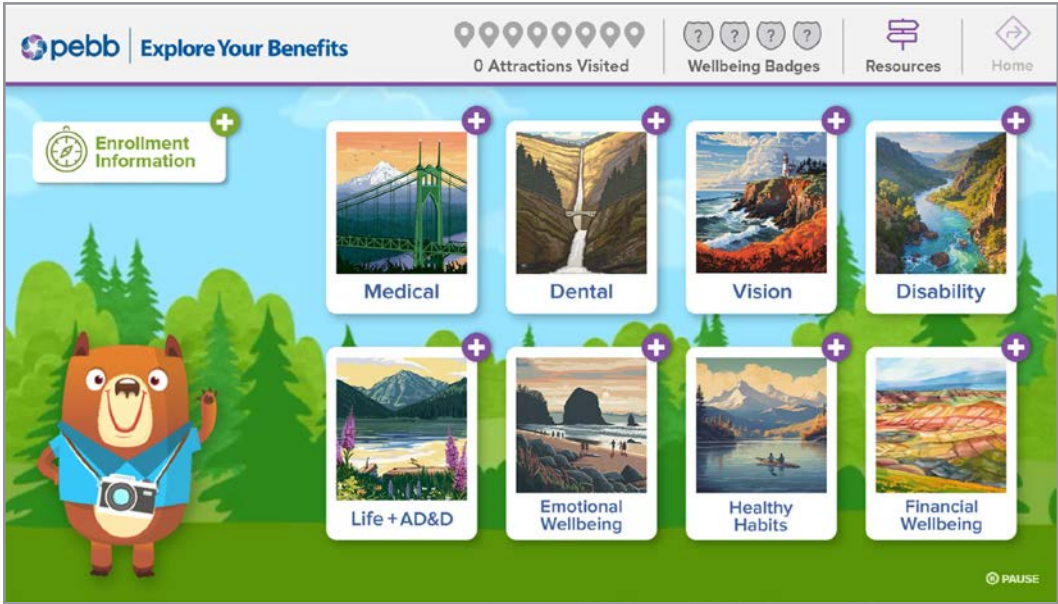 pebb
Explore Your Benefits
0 Attractions Visited
? ? ? ?
Wellbeing Badges
Resources
Home
Enrollment
Information
Medical
Dental
Vision
Disability
Life + AD&D
Emotional
Wellbeing
Healthy
Habits
Financial
Wellbeing
PAUSE